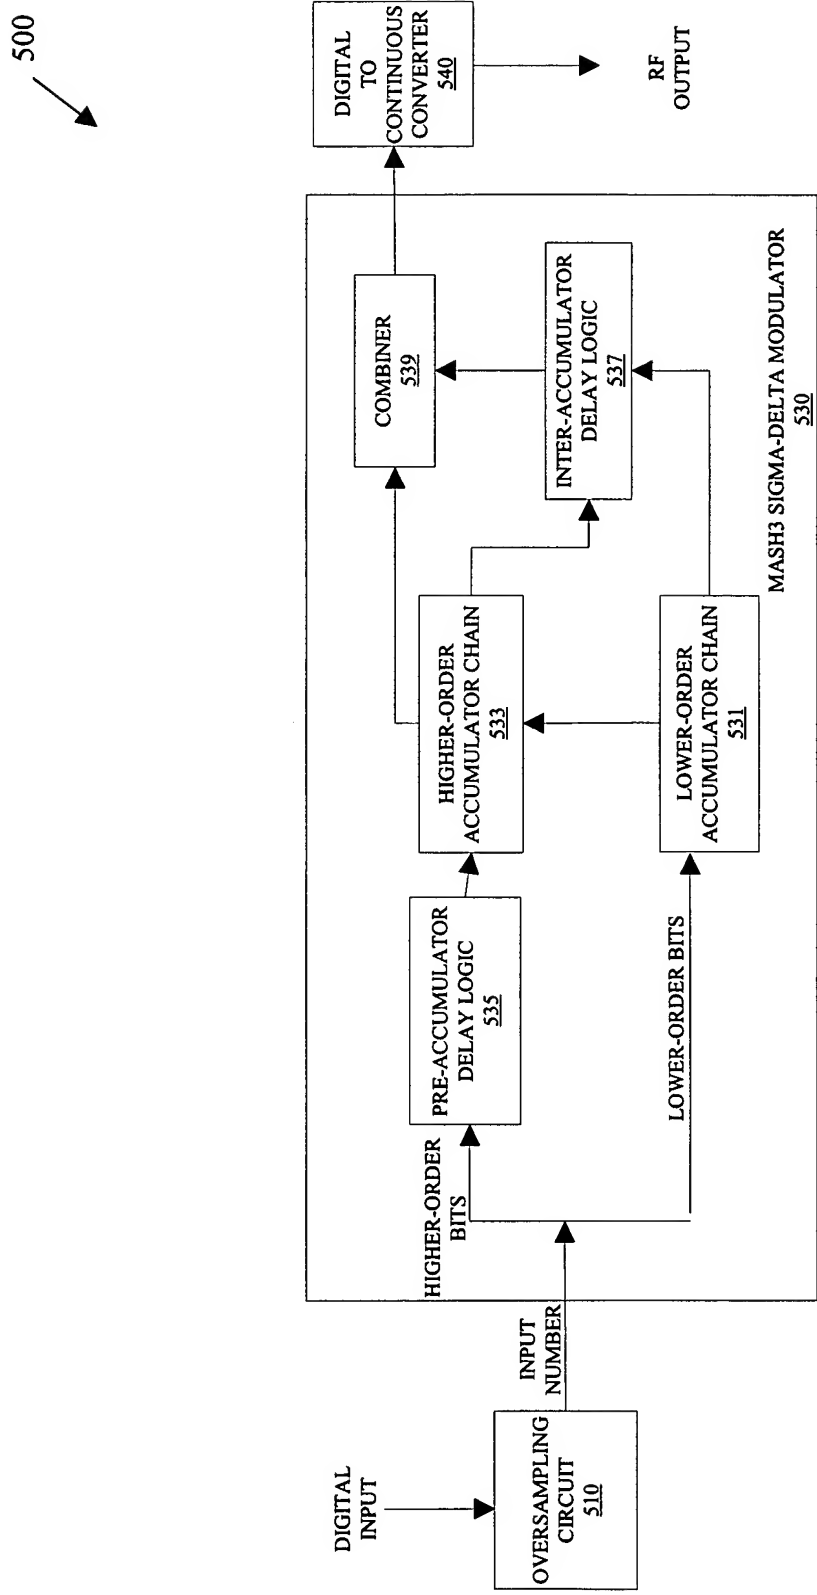 500
DIGITAL
INPUT
OVERSAMPLING
CIRCUIT
510
INPUT
NUMBER
HIGHER-ORDER
BITS
LOWER-ORDER BITS
PRE-ACCUMULATOR
DELAY LOGIC
535
HIGHER-ORDER
ACCUMULATOR CHAIN
533
LOWER-ORDER
ACCUMULATOR CHAIN
531
COMBINER
539
INTER-ACCUMULATOR
DELAY LOGIC
537
MASH3 SIGMA-DELTA MODULATOR
530
DIGITAL
TO
CONTINUOUS
CONVERTER
540
RF
OUTPUT